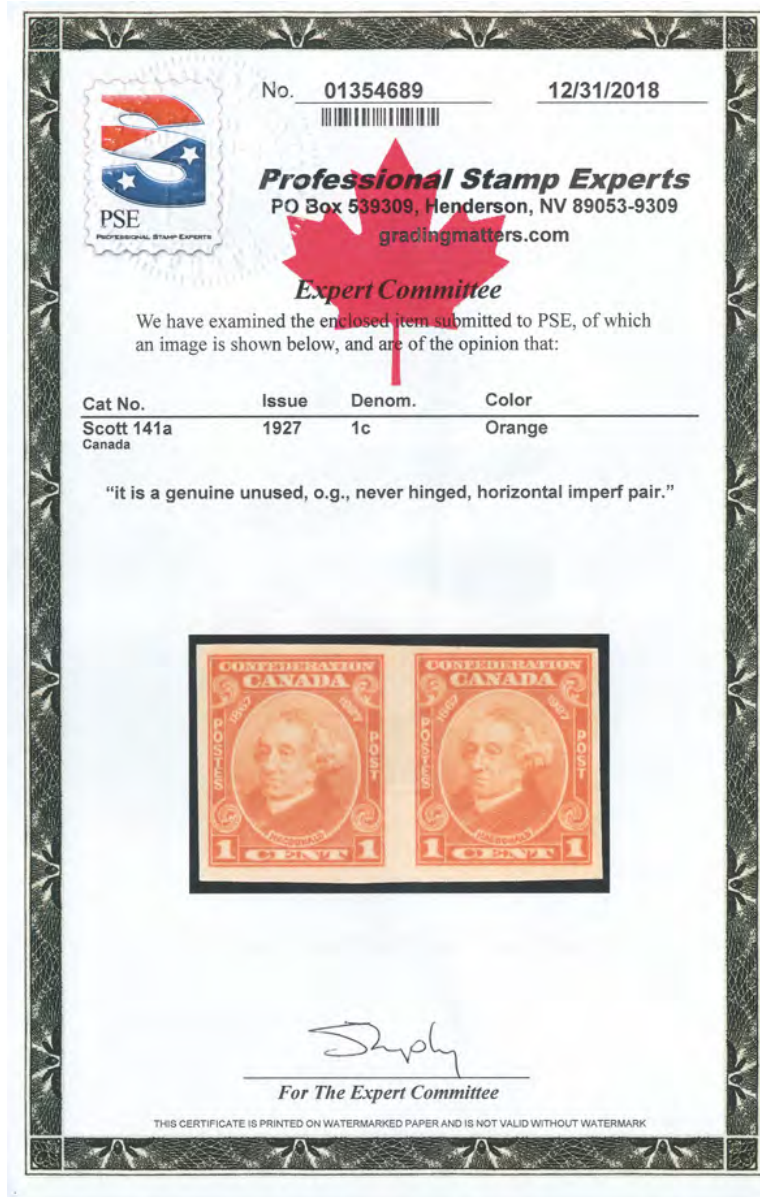 No. 01354689 12/31/2018
PSE
PROFESSIONAL STAMP EXPERTS
Professional Stamp Experts
PO Box 539309, Henderson, NV 89053-9309
gradingmatters.com
Expert Committee
We have examined the enclosed item submitted to PSE, of which
an image is shown below, and are of the opinion that:
Cat No. Issue Denom. Color
Scott 141a 1927 1c Orange
Canada
“it is a genuine unused, o.g., never hinged, horizontal imperf pair.”
CONFEDERATION CONFEDERATION
CANADA CANADA
1867 1927 1867 1927
POSTES POST POSTES POST
MACDONALD MACDONALD
1 CENT 1 1 CENT 1
For The Expert Committee
THIS CERTIFICATE IS PRINTED ON WATERMARKED PAPER AND IS NOT VALID WITHOUT WATERMARK